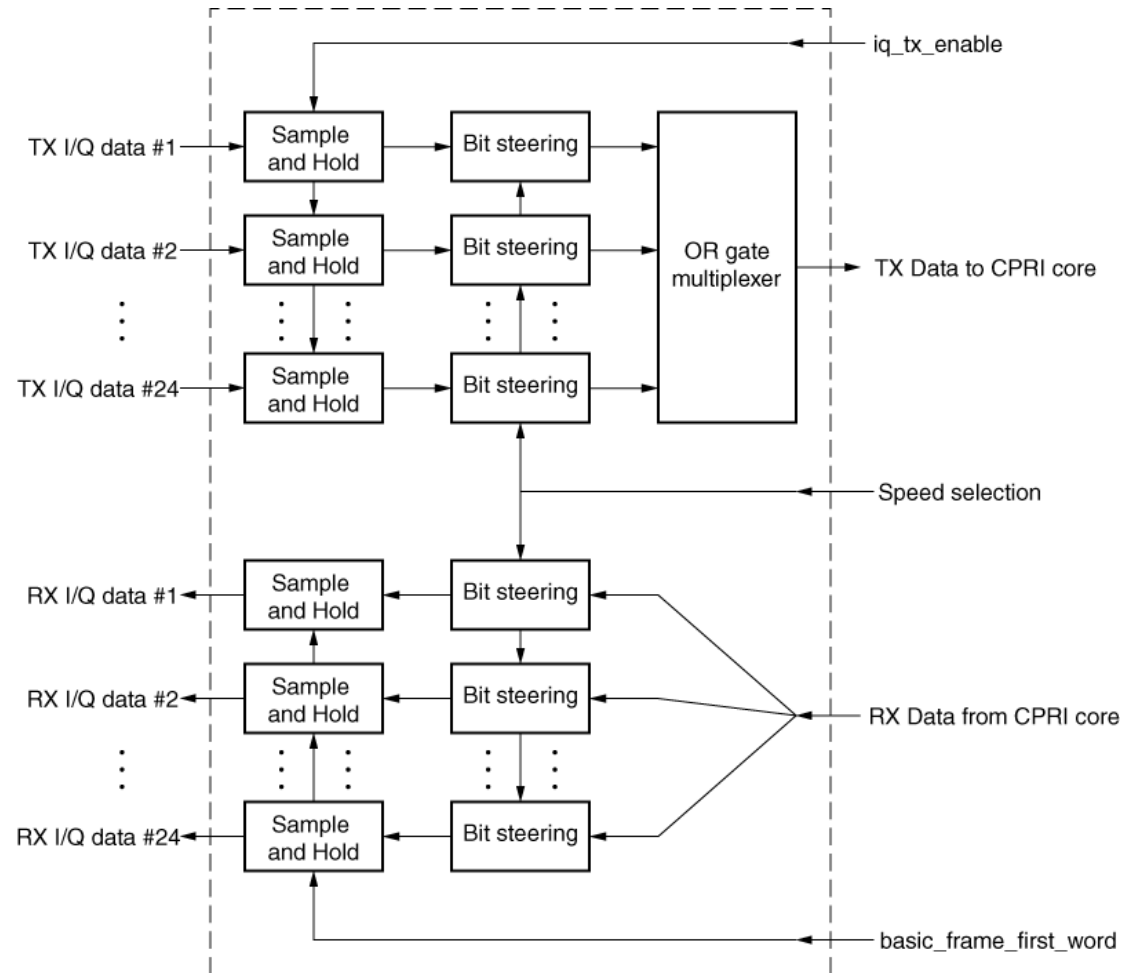 iq_tx_enable
TX I/Q data #1
Sample
and Hold
Bit steering
TX I/Q data #2
Sample
and Hold
Bit steering
OR gate
multiplexer
TX Data to CPRI core
TX I/Q data #24
Sample
and Hold
Bit steering
Speed selection
RX I/Q data #1
Sample
and Hold
Bit steering
RX I/Q data #2
Sample
and Hold
Bit steering
RX Data from CPRI core
RX I/Q data #24
Sample
and Hold
Bit steering
basic_frame_first_word